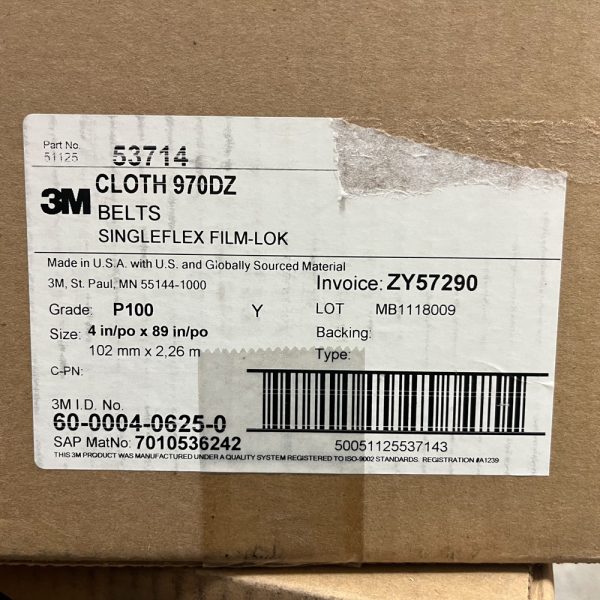 Part No.
51125 53714
3M CLOTH 970DZ
BELTS
SINGLEFLEX FILM-LOK
Made in U.S.A. with U.S. and Globally Sourced Material
3M, St. Paul, MN 55144-1000
Invoice: ZY57290
Grade: P100 Y LOT MB1118009
Size: 4 in/po x 89 in/po Backing:
102 mm x 2,26 m Type:
C-PN:
3M I.D. No.
60-0004-0625-0
SAP MatNo: 7010536242 50051125537143
THIS 3M PRODUCT WAS MANUFACTURED UNDER A QUALITY SYSTEM REGISTERED TO ISO-9002 STANDARDS. REGISTRATION #A1239